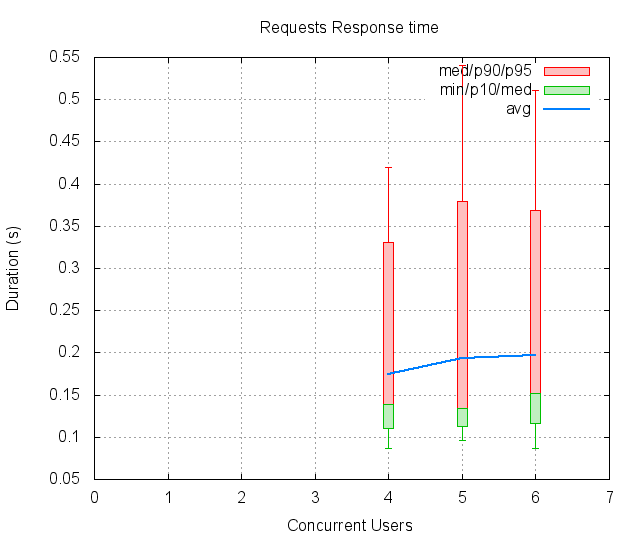 Requests Response time
0.55
0.5
0.45
0.4
0.35
0.3
0.25
0.2
0.15
0.1
0.05
Duration (s)
med/p90/p95
min/p10/med
avg
0 1 2 3 4 5 6 7
Concurrent Users